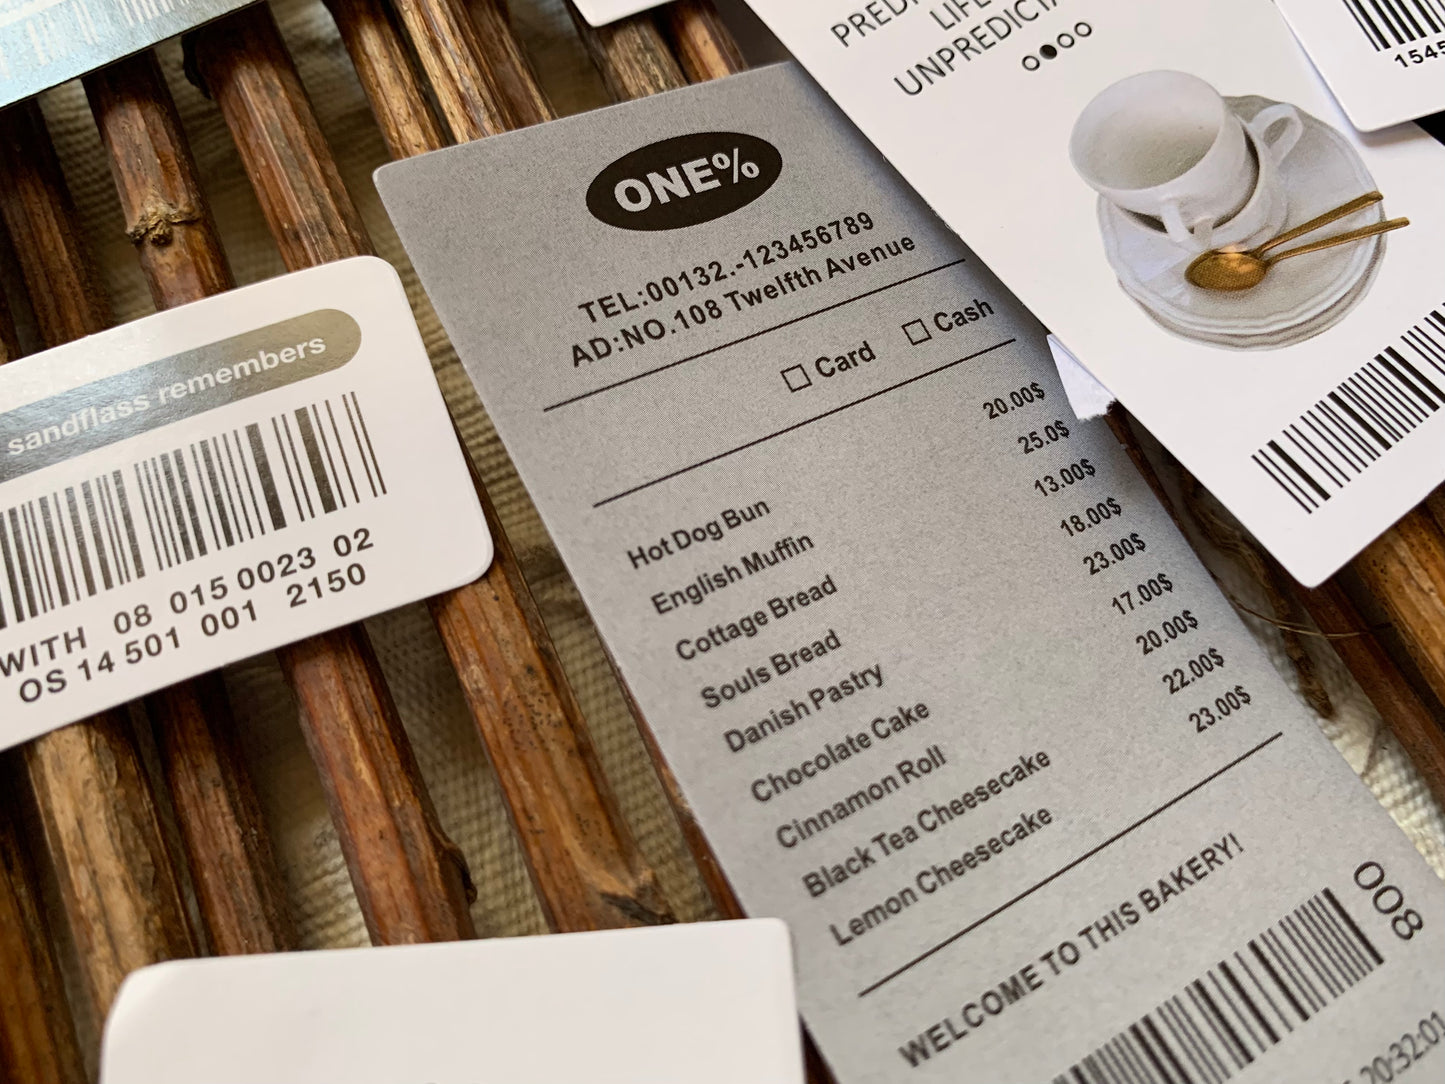 ONE%
TEL:00132.-123456789
AD:NO.108 Twelfth Avenue
Card Cash
Hot Dog Bun 20.00$
English Muffin 25.0$
Cottage Bread 13.00$
Souls Bread 18.00$
Danish Pastry 23.00$
Chocolate Cake 17.00$
Cinnamon Roll 20.00$
Black Tea Cheesecake 22.00$
Lemon Cheesecake 23.00$
WELCOME TO THIS BAKERY!
008
20:32:01
sandflass remembers
WITH 08 015 0023 02
OS 14 501 001 2150
1545